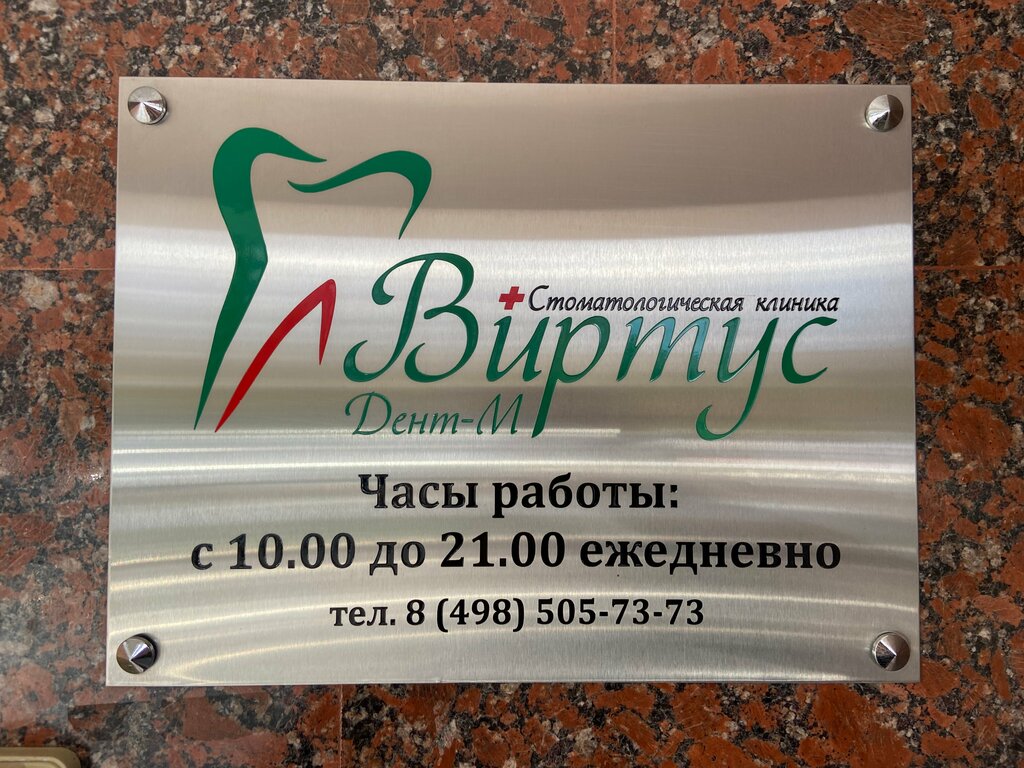 Стоматологическая клиника
Виртус
Дент-М
Часы работы:
с 10.00 до 21.00 ежедневно
тел. 8 (498) 505-73-73